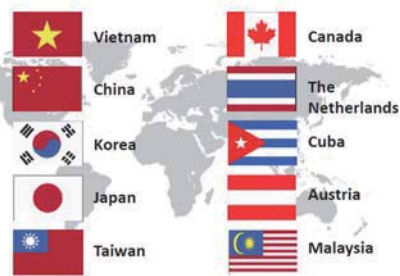 Vietnam
China
Korea
Japan
Taiwan
Canada
The
Netherlands
Cuba
Austria
Malaysia